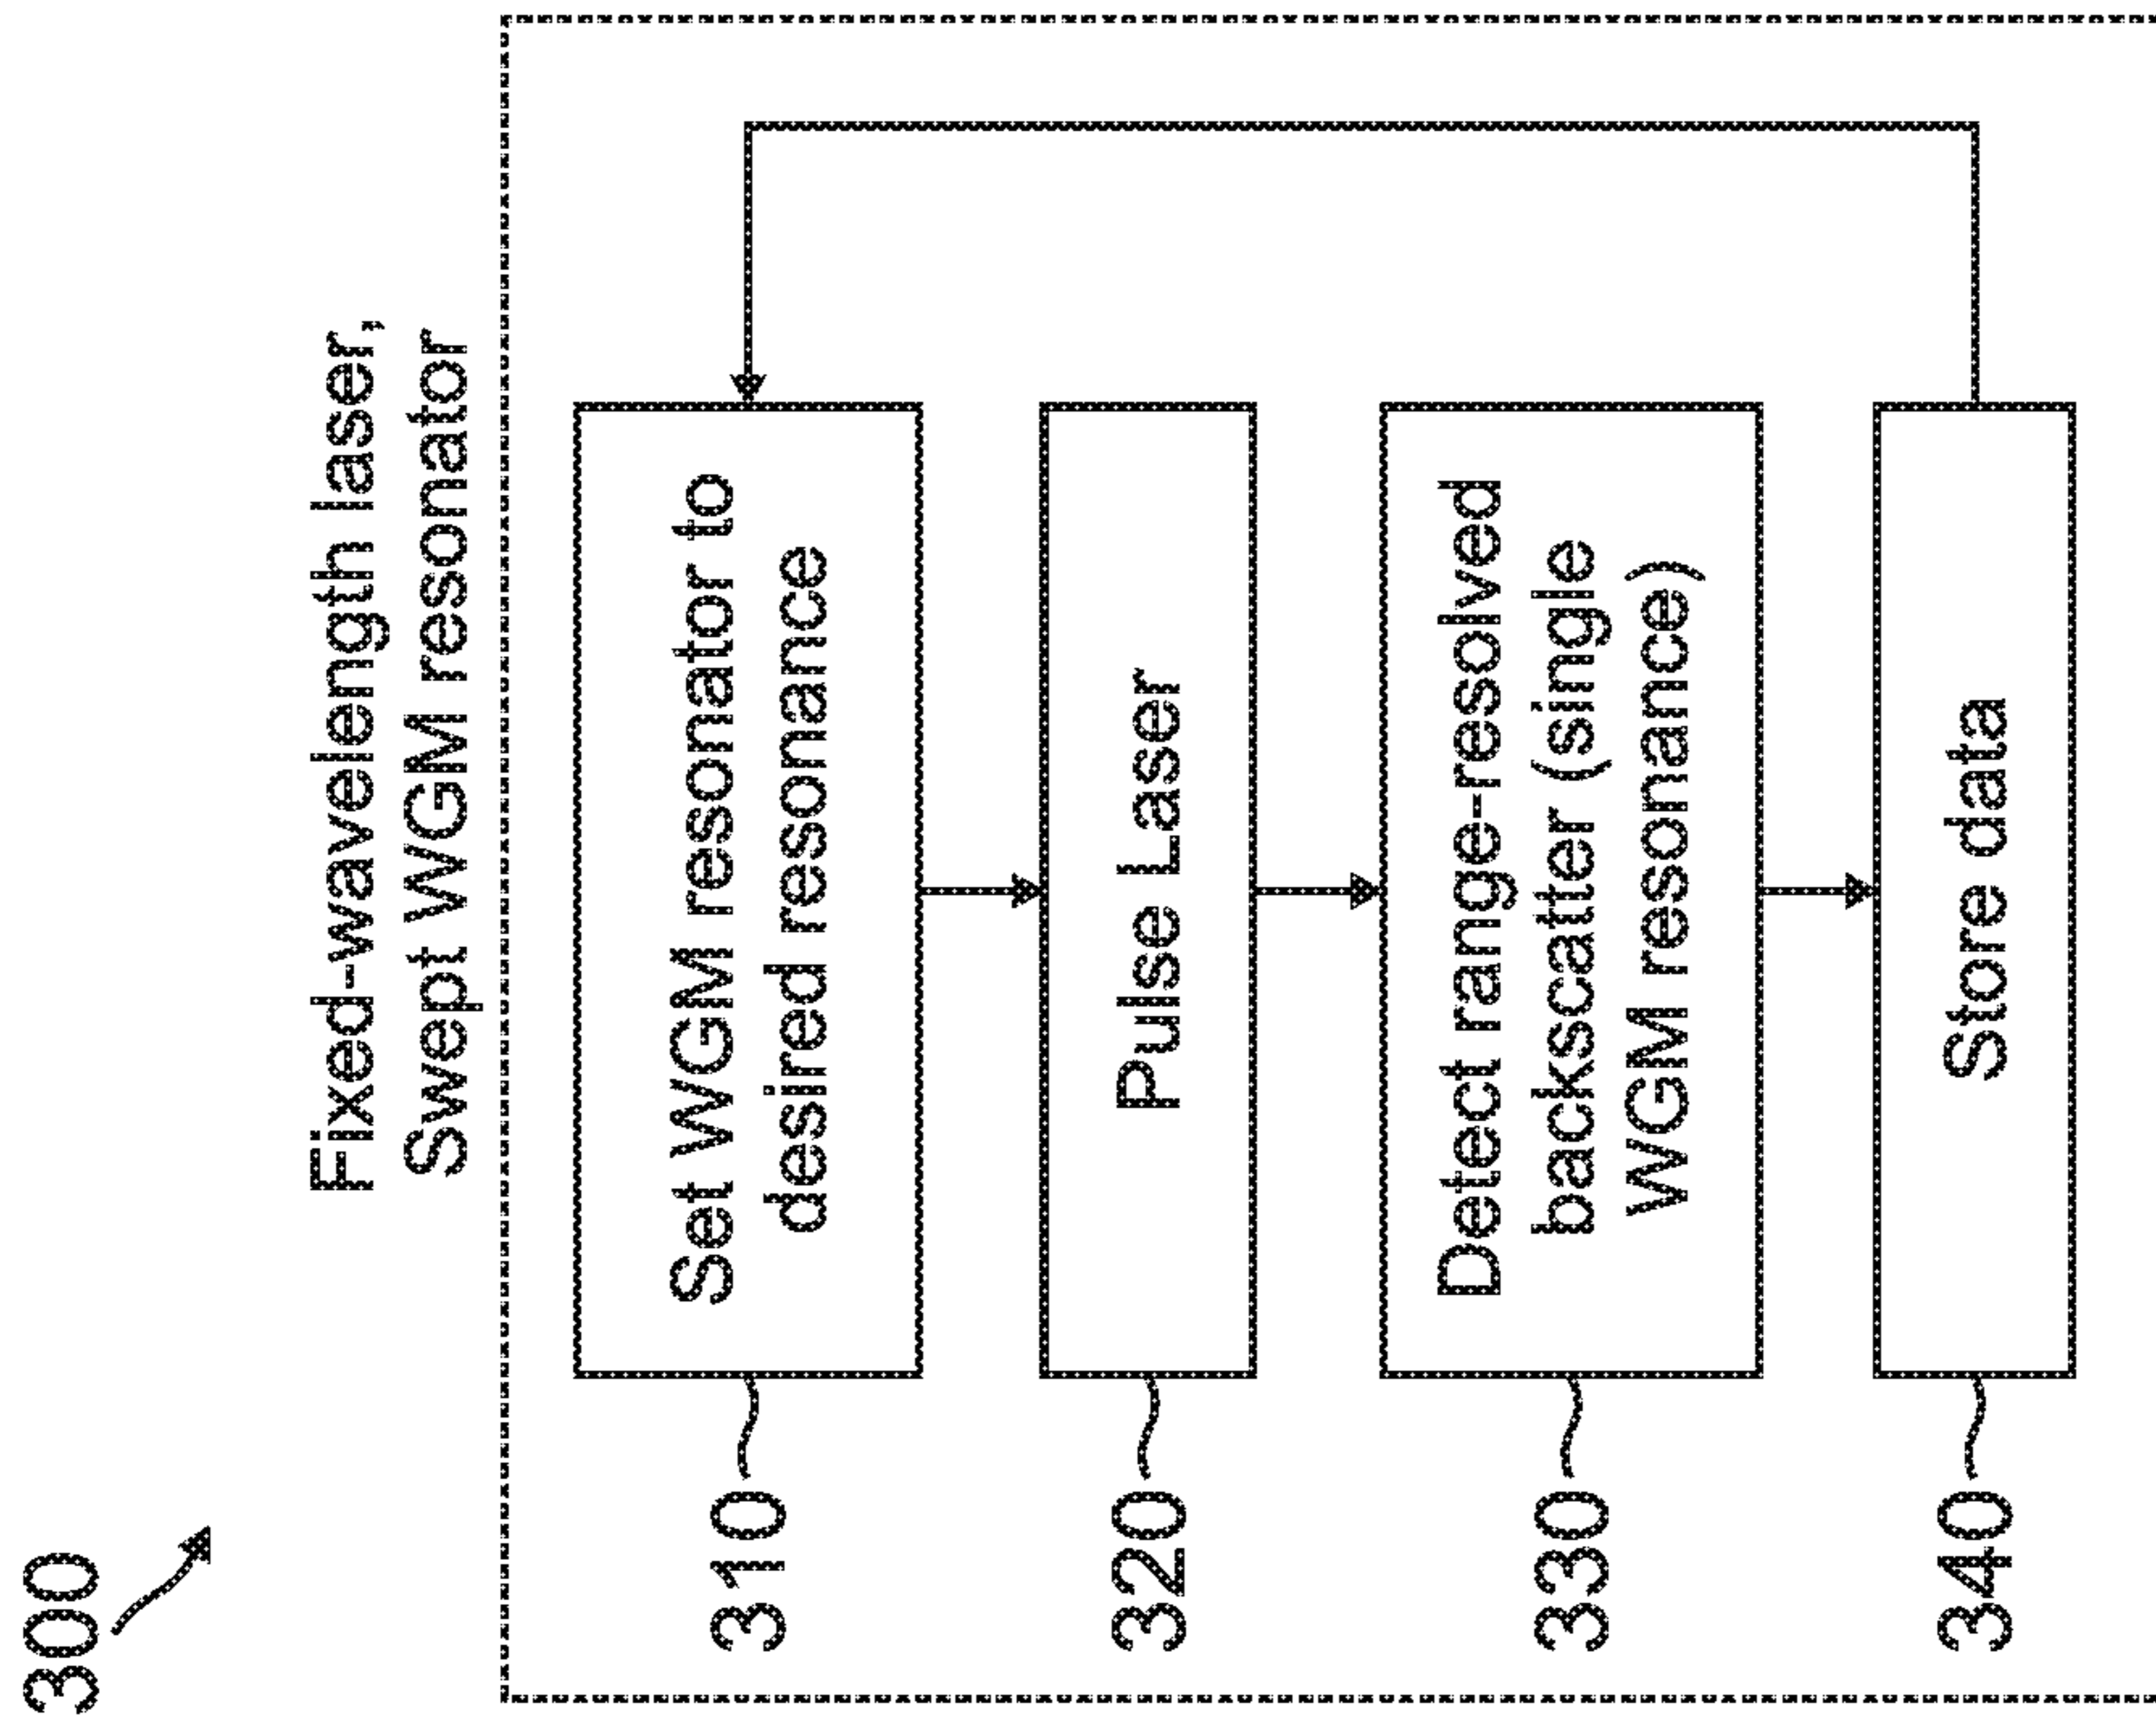 300
Fixed-wavelength laser,
Swept WGM resonator
310
Set WGM resonator to
desired resonance
320
Pulse Laser
330
Detect range-resolved
backscatter (single
WGM resonance)
340
Store data